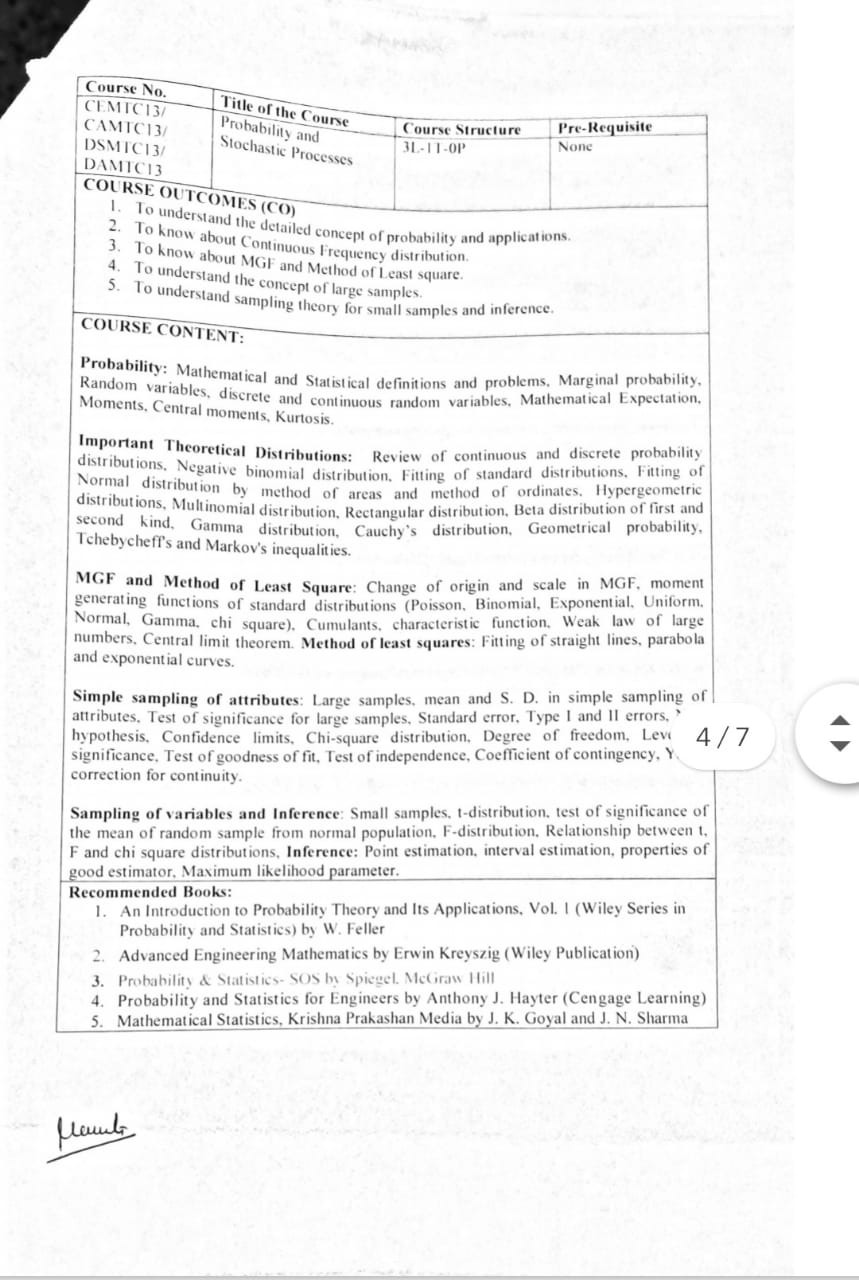 Course No.
CEMTC13/
CAMTC13/
DSMTC13/
DAMTC13
Title of the Course
Probability and
Stochastic Processes
Course Structure
3L-1T-0P
Pre-Requisite
None
COURSE OUTCOMES (CO)
1. To understand the detailed concept of probability and applications.
2. To know about Continuous Frequency distribution.
3. To know about MGF and Method of Least square.
4. To understand the concept of large samples.
5. To understand sampling theory for small samples and inference.
COURSE CONTENT:
Probability: Mathematical and Statistical definitions and problems, Marginal probability,
Random variables, discrete and continuous random variables, Mathematical Expectation,
Moments, Central moments, Kurtosis.
Important Theoretical Distributions: Review of continuous and discrete probability
distributions, Negative binomial distribution, Fitting of standard distributions, Fitting of
Normal distribution by method of areas and method of ordinates, Hypergeometric
distributions, Multinomial distribution, Rectangular distribution, Beta distribution of first and
second kind, Gamma distribution, Cauchy's distribution, Geometrical probability,
Tchebycheff's and Markov's inequalities.
MGF and Method of Least Square: Change of origin and scale in MGF, moment
generating functions of standard distributions (Poisson, Binomial, Exponential, Uniform,
Normal, Gamma, chi square), Cumulants, characteristic function, Weak law of large
numbers, Central limit theorem. Method of least squares: Fitting of straight lines, parabola
and exponential curves.
Simple sampling of attributes: Large samples, mean and S. D. in simple sampling of
attributes, Test of significance for large samples, Standard error, Type I and II errors,
hypothesis, Confidence limits, Chi-square distribution, Degree of freedom,
significance, Test of goodness of fit, Test of independence, Coefficient of contingency,
correction for continuity.
4/7
Sampling of variables and Inference: Small samples, t-distribution, test of significance of
the mean of random sample from normal population, F-distribution, Relationship between t,
F and chi square distributions, Inference: Point estimation, interval estimation, properties of
good estimator, Maximum likelihood parameter.
Recommended Books:
1. An Introduction to Probability Theory and Its Applications, Vol. 1 (Wiley Series in
Probability and Statistics) by W. Feller
2. Advanced Engineering Mathematics by Erwin Kreyszig (Wiley Publication)
3. Probability & Statistics- SOS by Spiegel. McGraw Hill
4. Probability and Statistics for Engineers by Anthony J. Hayter (Cengage Learning)
5. Mathematical Statistics, Krishna Prakashan Media by J. K. Goyal and J. N. Sharma